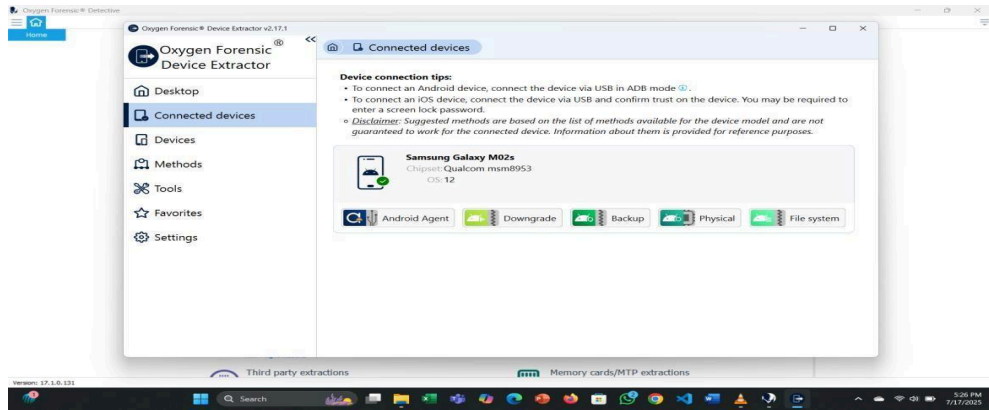 Oxygen Forensic® Detective
Home
Oxygen Forensic® Device Extractor v2.17.1
Oxygen Forensic®
Device Extractor
Desktop
Connected devices
Devices
Methods
Tools
Favorites
Settings
Connected devices
Device connection tips:
• To connect an Android device, connect the device via USB in ADB mode
• To connect an iOS device, connect the device via USB and confirm trust on the device. You may be required to
enter a screen lock password.
Disclaimer: Suggested methods are based on the list of methods available for the device model and are not
guaranteed to work for the connected device. Information about them is provided for reference purposes.
Samsung Galaxy M02s
Chipset: Qualcom msm8953
OS: 12
Android Agent
Downgrade
Backup
Physical
File system
Third party extractions
Memory cards/MTP extractions
Version: 17.1.0.131
Search
5:26 PM
7/17/2025